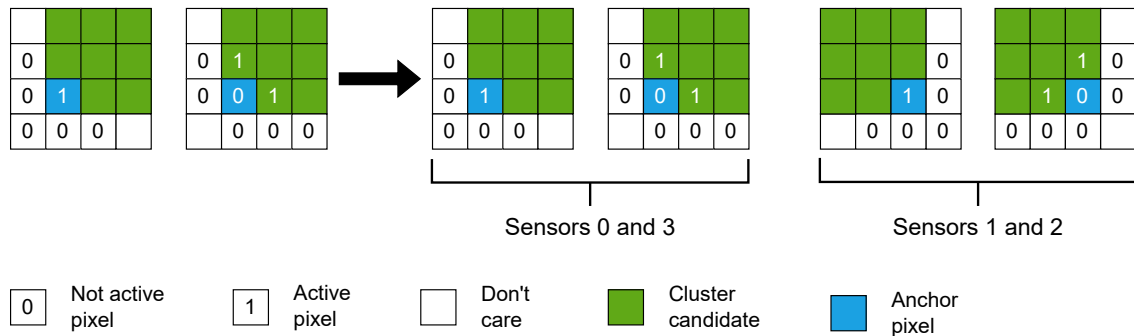 0 0 1 0 0 1 0 1 0 1 0
0 1 0 0 1 0 1 0 1 0 1 0 1 0
0 0 0 0 0 0 0 0 0 0 0 0 0 0 0 0 0 0
Sensors 0 and 3 Sensors 1 and 2
0 Not active pixel
1 Active pixel
Don't care
Cluster candidate
Anchor pixel